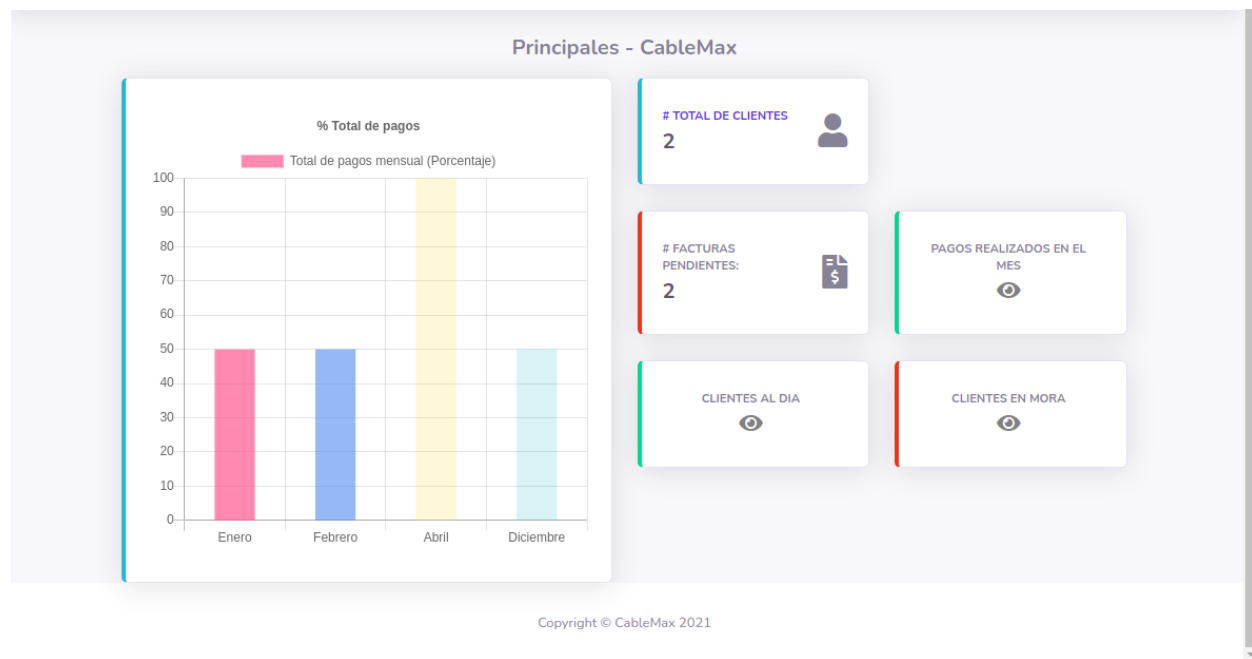 Principales - CableMax
% Total de pagos
Total de pagos mensual (Porcentaje)
100
90
80
70
60
50
40
30
20
10
0
Enero Febrero Abril Diciembre
# TOTAL DE CLIENTES
2
# FACTURAS
PENDIENTES:
2
PAGOS REALIZADOS EN EL
MES
CLIENTES AL DIA
CLIENTES EN MORA
Copyright © CableMax 2021